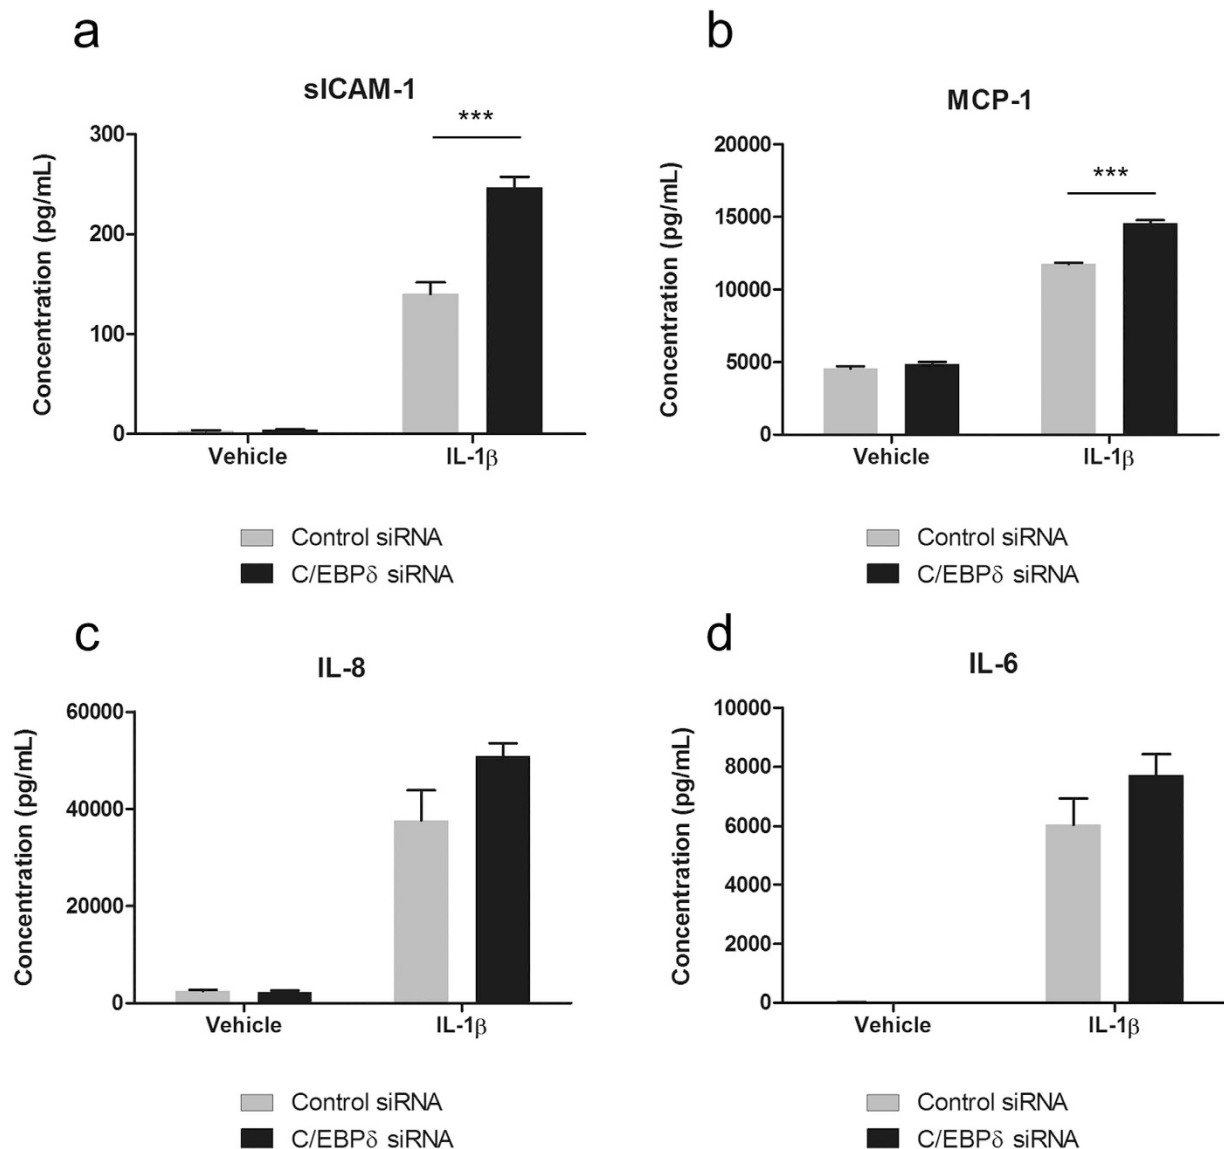 a
sICAM-1
***
Concentration (pg/mL)
300
200
100
0
Vehicle
IL-1β
Control siRNA
C/EBPδ siRNA
b
MCP-1
***
Concentration (pg/mL)
20000
15000
10000
5000
0
Vehicle
IL-1β
Control siRNA
C/EBPδ siRNA
c
IL-8
Concentration (pg/mL)
60000
40000
20000
0
Vehicle
IL-1β
Control siRNA
C/EBPδ siRNA
d
IL-6
Concentration (pg/mL)
10000
8000
6000
4000
2000
0
Vehicle
IL-1β
Control siRNA
C/EBPδ siRNA